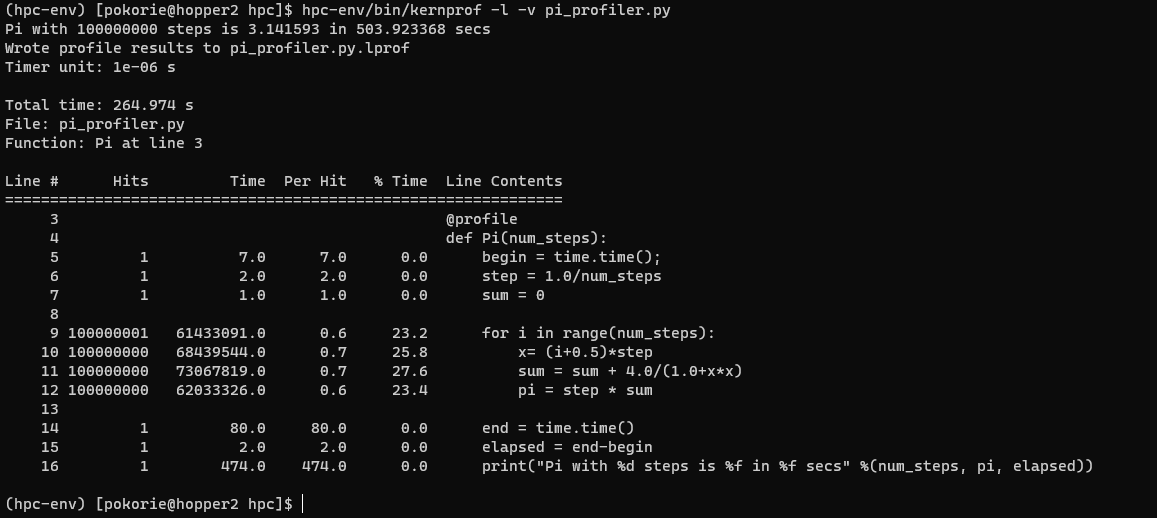 (hpc-env) [pokorie@hopper2 hpc]$ hpc-env/bin/kernprof -l -v pi_profiler.py
Pi with 100000000 steps is 3.141593 in 503.923368 secs
Wrote profile results to pi_profiler.py.lprof
Timer unit: 1e-06 s

Total time: 264.974 s
File: pi_profiler.py
Function: Pi at line 3

Line #      Hits         Time  Per Hit   % Time  Line Contents
==============================================================
     3                                           @profile
     4                                           def Pi(num_steps):
     5         1          7.0      7.0      0.0      begin = time.time();
     6         1          2.0      2.0      0.0      step = 1.0/num_steps
     7         1          1.0      1.0      0.0      sum = 0
     8
     9 100000001   61433091.0      0.6     23.2      for i in range(num_steps):
    10 100000000   68439544.0      0.7     25.8          x= (i+0.5)*step
    11 100000000   73067819.0      0.7     27.6          sum = sum + 4.0/(1.0+x*x)
    12 100000000   62033326.0      0.6     23.4          pi = step * sum
    13
    14         1         80.0     80.0      0.0      end = time.time()
    15         1          2.0      2.0      0.0      elapsed = end-begin
    16         1        474.0    474.0      0.0      print("Pi with %d steps is %f in %f secs" %(num_steps, pi, elapsed))

(hpc-env) [pokorie@hopper2 hpc]$